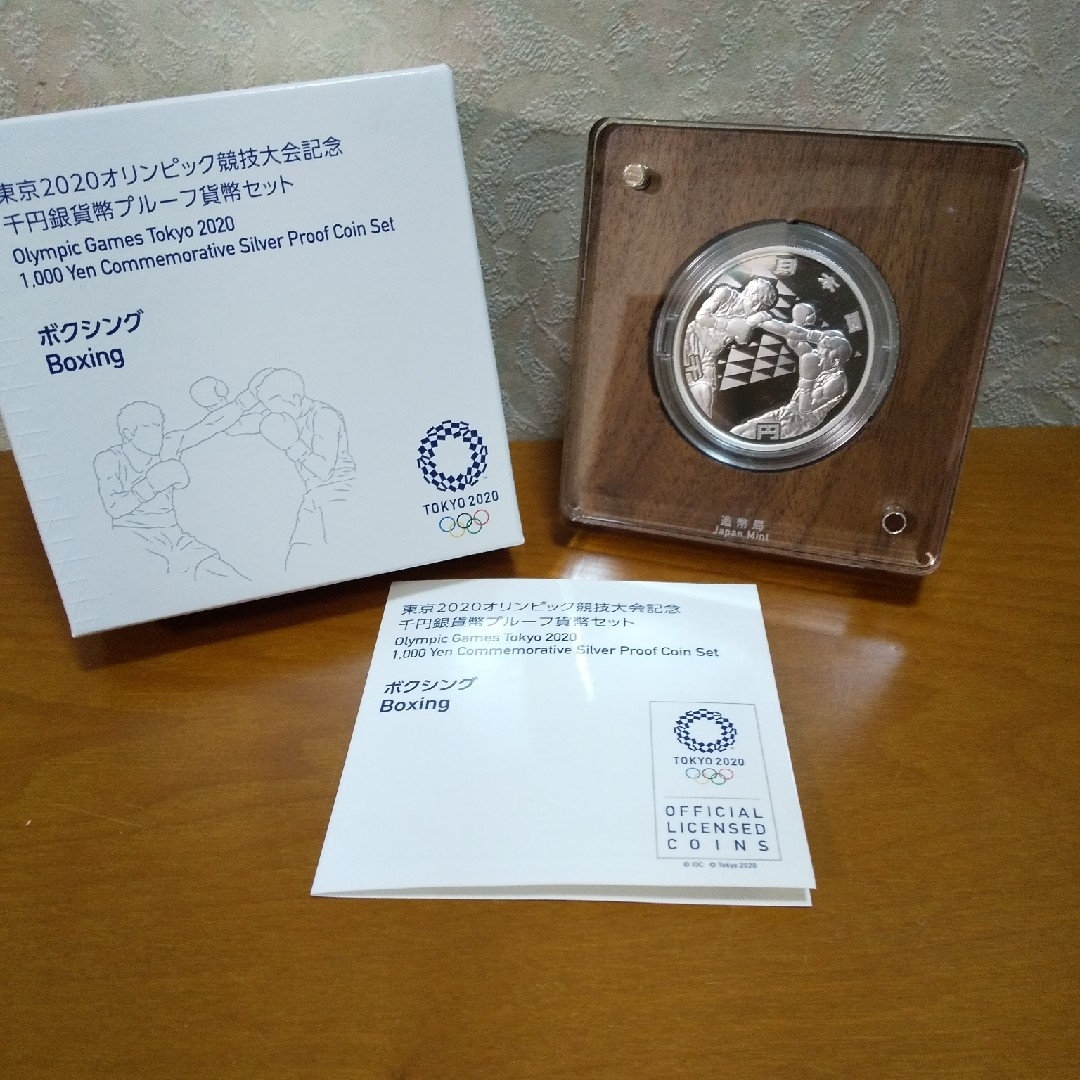 東京2020オリンピック競技大会記念
千円銀貨幣プルーフ貨幣セット
Olympic Games Tokyo 2020
1,000 Yen Commemorative Silver Proof Coin Set
ボクシング
Boxing
TOKYO 2020
日本国
千
円
造幣局
Japan Mint
東京2020オリンピック競技大会記念
千円銀貨幣プルーフ貨幣セット
Olympic Games Tokyo 2020
1,000 Yen Commemorative Silver Proof Coin Set
ボクシング
Boxing
TOKYO 2020
OFFICIAL
LICENSED
COINS
© IOC © Tokyo 2020